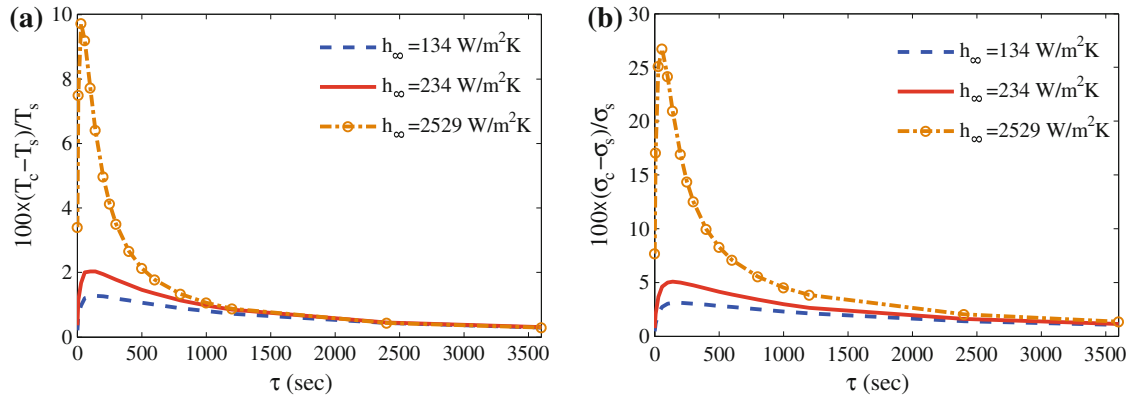 (a)
10
8
6
4
2
0
100x(T_c−T_s)/T_s
h_∞=134 W/m²K
h_∞=234 W/m²K
h_∞=2529 W/m²K
0 500 1000 1500 2000 2500 3000 3500
τ (sec)
(b)
30
25
20
15
10
5
0
100x(σ_c−σ_s)/σ_s
h_∞=134 W/m²K
h_∞=234 W/m²K
h_∞=2529 W/m²K
0 500 1000 1500 2000 2500 3000 3500
τ (sec)